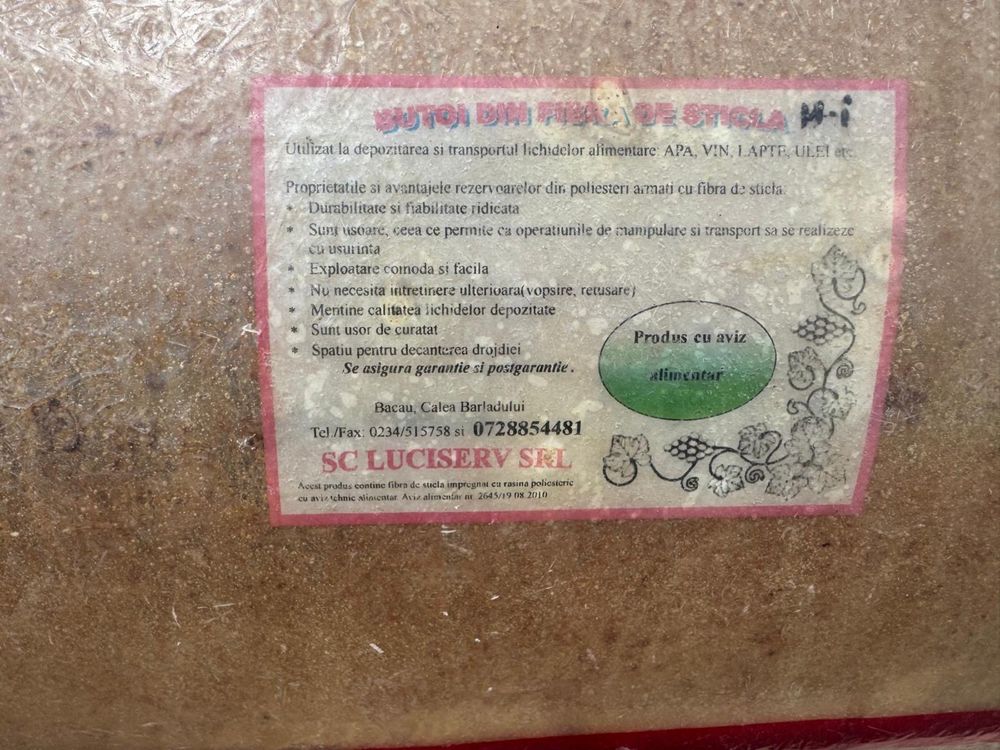 BUTOI DIN FIBRA DE STICLA M-i
Utilizat la depozitarea si transportul lichidelor alimentare: APA, VIN, LAPTE, ULEI etc.
Proprietatile si avantajele rezervoarelor din poliesteri armati cu fibra de sticla:
* Durabilitate si fiabilitate ridicata
* Sunt usoare, ceea ce permite ca operatiunile de manipulare si transport sa se realizeze
cu usurinta
* Exploatare comoda si facila
* Nu necesita intretinere ulterioara(vopsire, retusare)
* Mentine calitatea lichidelor depozitate
* Sunt usor de curatat
* Spatiu pentru decantarea drojdiei
Se asigura garantie si postgarantie.
Produs cu aviz
alimentar
Bacau, Calea Barladului
Tel./Fax: 0234/515758 si 0728854481
SC LUCISERV SRL
Acest produs contine fibra de sticla impregnat cu rasina poliesteric
cu aviz tehnic alimentar. Aviz alimentar nr. 2645/19.08.2010